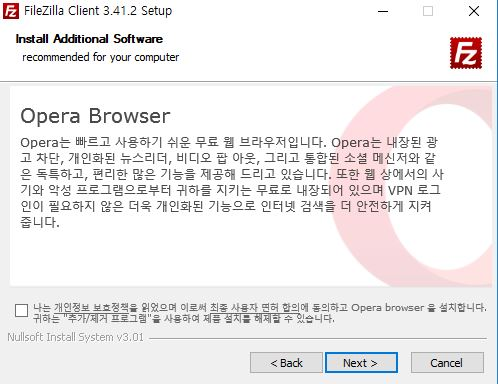 FileZilla Client 3.41.2 Setup
Install Additional Software
recommended for your computer
Fz
Opera Browser
Opera는 빠르고 사용하기 쉬운 무료 웹 브라우저입니다. Opera는 내장된 광
고 차단, 개인화된 뉴스리더, 비디오 팝 아웃, 그리고 통합된 소셜 메신저와 같
은 독특하고, 편리한 많은 기능을 제공해 드리고 있습니다. 또한 웹 상에서의 사
기와 악성 프로그램으로부터 귀하를 지키는 무료로 내장되어 있으며 VPN 로그
인이 필요하지 않은 더욱 개인화된 기능으로 인터넷 검색을 더 안전하게 지켜
줍니다.
나는 개인정보 보호정책을 읽었으며 이로써 최종 사용자 면허 합의에 동의하고 Opera browser 을 설치합니다.
귀하는 "추가/제거 프로그램"을 사용하여 제품 설치를 해제할 수 있습니다.
Nullsoft Install System v3.01
< Back
Next >
Cancel